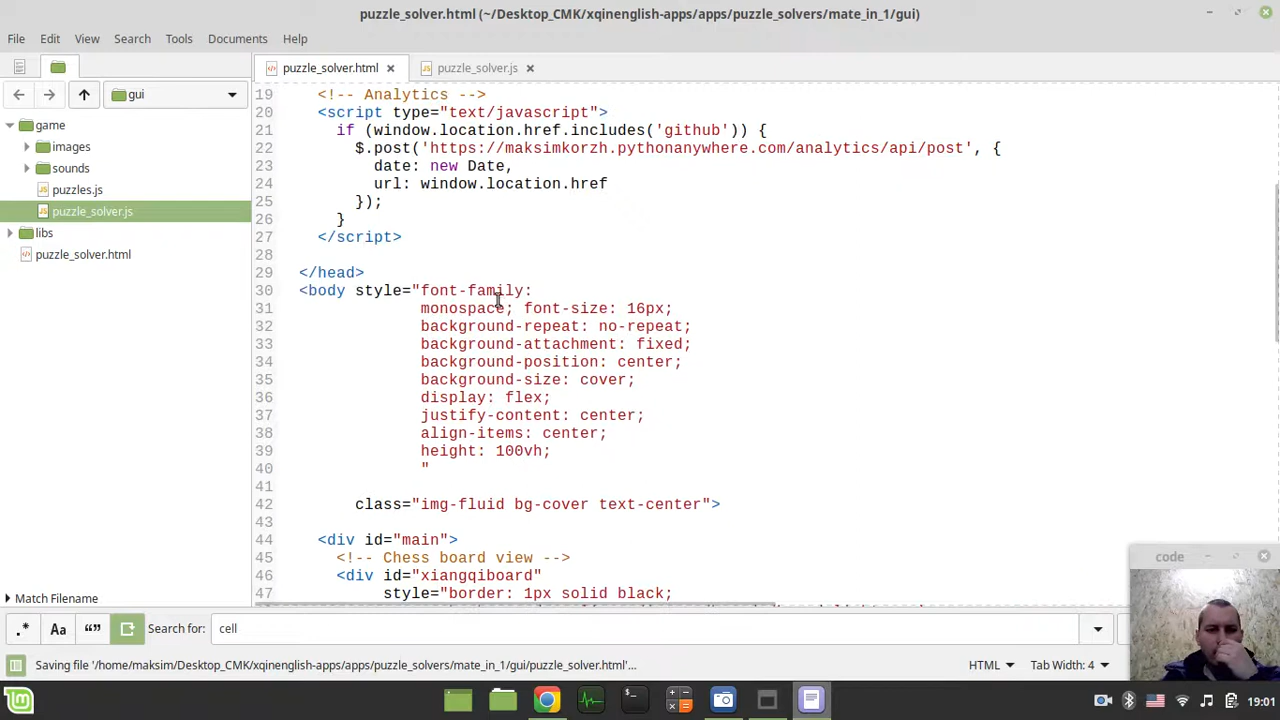 puzzle_solver.html (~/Desktop_CMK/xqinenglish-apps/apps/puzzle_solvers/mate_in_1/gui)
File Edit View Search Tools Documents Help
puzzle_solver.html puzzle_solver.js
gui
game
images
sounds
puzzles.js
puzzle_solver.js
libs
puzzle_solver.html
Match Filename
19 <!-- Analytics -->
20 <script type="text/javascript">
21 if (window.location.href.includes('github')) {
22 $.post('https://maksimkorzh.pythonanywhere.com/analytics/api/post', {
23 date: new Date,
24 url: window.location.href
25 });
26 }
27 </script>
28
29 </head>
30 <body style="font-family:
31 monospace; font-size: 16px;
32 background-repeat: no-repeat;
33 background-attachment: fixed;
34 background-position: center;
35 background-size: cover;
36 display: flex;
37 justify-content: center;
38 align-items: center;
39 height: 100vh;
40 "
41
42 class="img-fluid bg-cover text-center">
43
44 <div id="main">
45 <!-- Chess board view -->
46 <div id="xiangqiboard"
47 style="border: 1px solid black;
code
.* Aa Search for: cell
Saving file '/home/maksim/Desktop_CMK/xqinenglish-apps/apps/puzzle_solvers/mate_in_1/gui/puzzle_solver.html'...
HTML Tab Width: 4
19:01